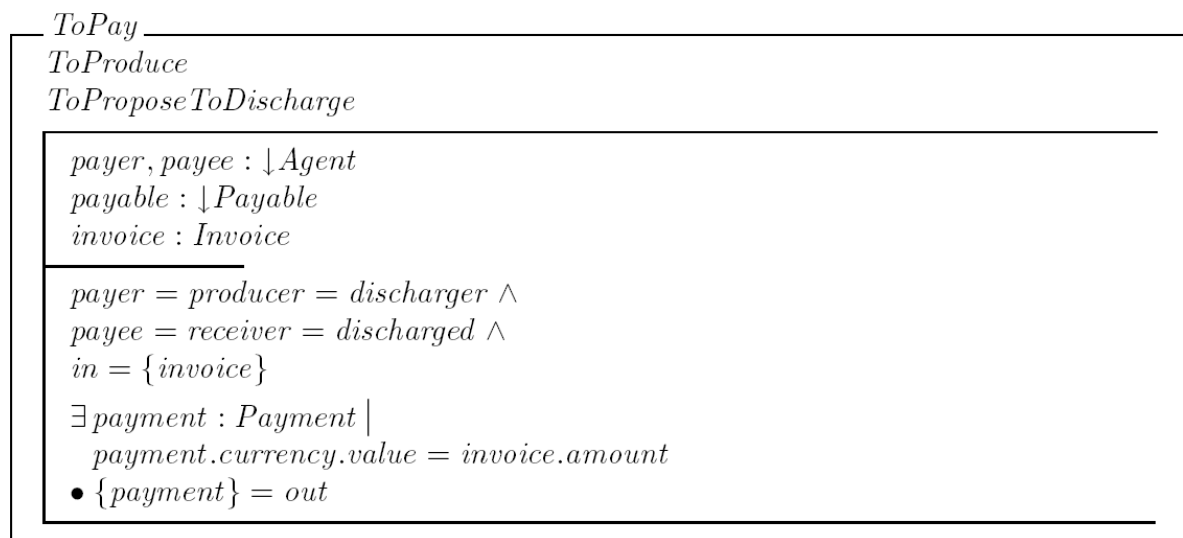 ToPay
ToProduce
ToProposeToDischarge
payer, payee : ↓Agent
payable : ↓Payable
invoice : Invoice
payer = producer = discharger ∧
payee = receiver = discharged ∧
in = {invoice}
∃ payment : Payment |
payment.currency.value = invoice.amount
• {payment} = out